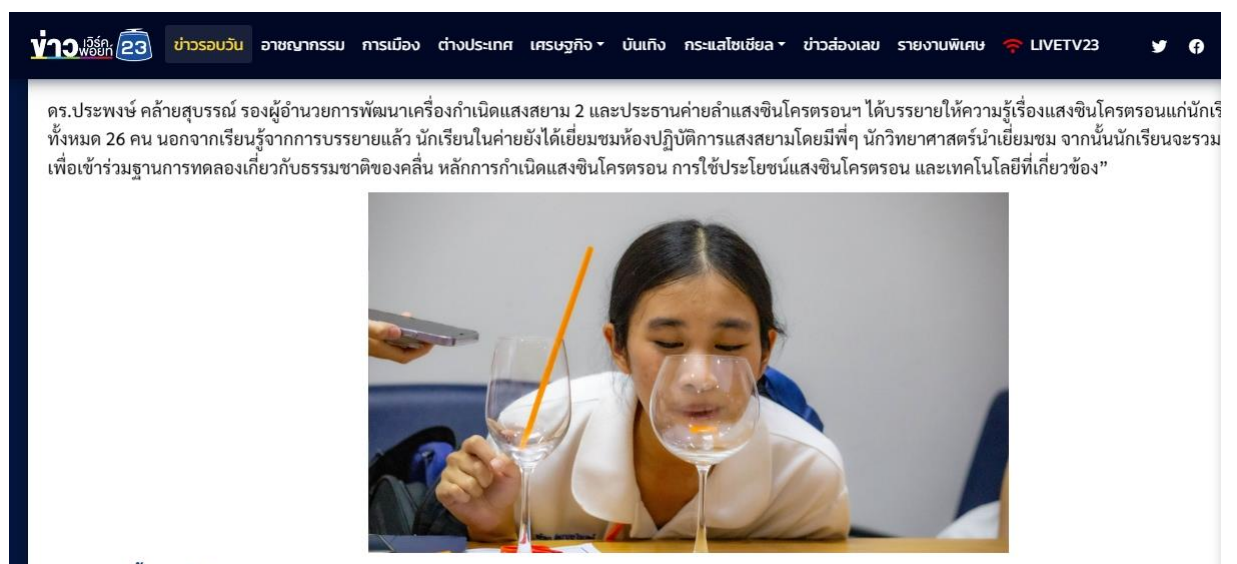 ข่าวเวิร์คพอยท์ 23 ข่าวรอบวัน อาชญากรรม การเมือง ต่างประเทศ เศรษฐกิจ บันเทิง กระแสโซเชียล ข่าวส่องเลข รายงานพิเศษ LIVETV23
ดร.ประพงษ์ คล้ายสุบรรณ์ รองผู้อำนวยการพัฒนาเครื่องกำเนิดแสงสยาม 2 และประธานค่ายลำแสงซินโครตรอนฯ ได้บรรยายให้ความรู้เรื่องแสงซินโครตรอนแก่นักเรี
ทั้งหมด 26 คน นอกจากเรียนรู้จากการบรรยายแล้ว นักเรียนในค่ายยังได้เยี่ยมชมห้องปฏิบัติการแสงสยามโดยมีพี่ๆ นักวิทยาศาสตร์นำเยี่ยมชม จากนั้นนักเรียนจะรวม
เพื่อเข้าร่วมฐานการทดลองเกี่ยวกับธรรมชาติของคลื่น หลักการกำเนิดแสงซินโครตรอน การใช้ประโยชน์แสงซินโครตรอน และเทคโนโลยีที่เกี่ยวข้อง”